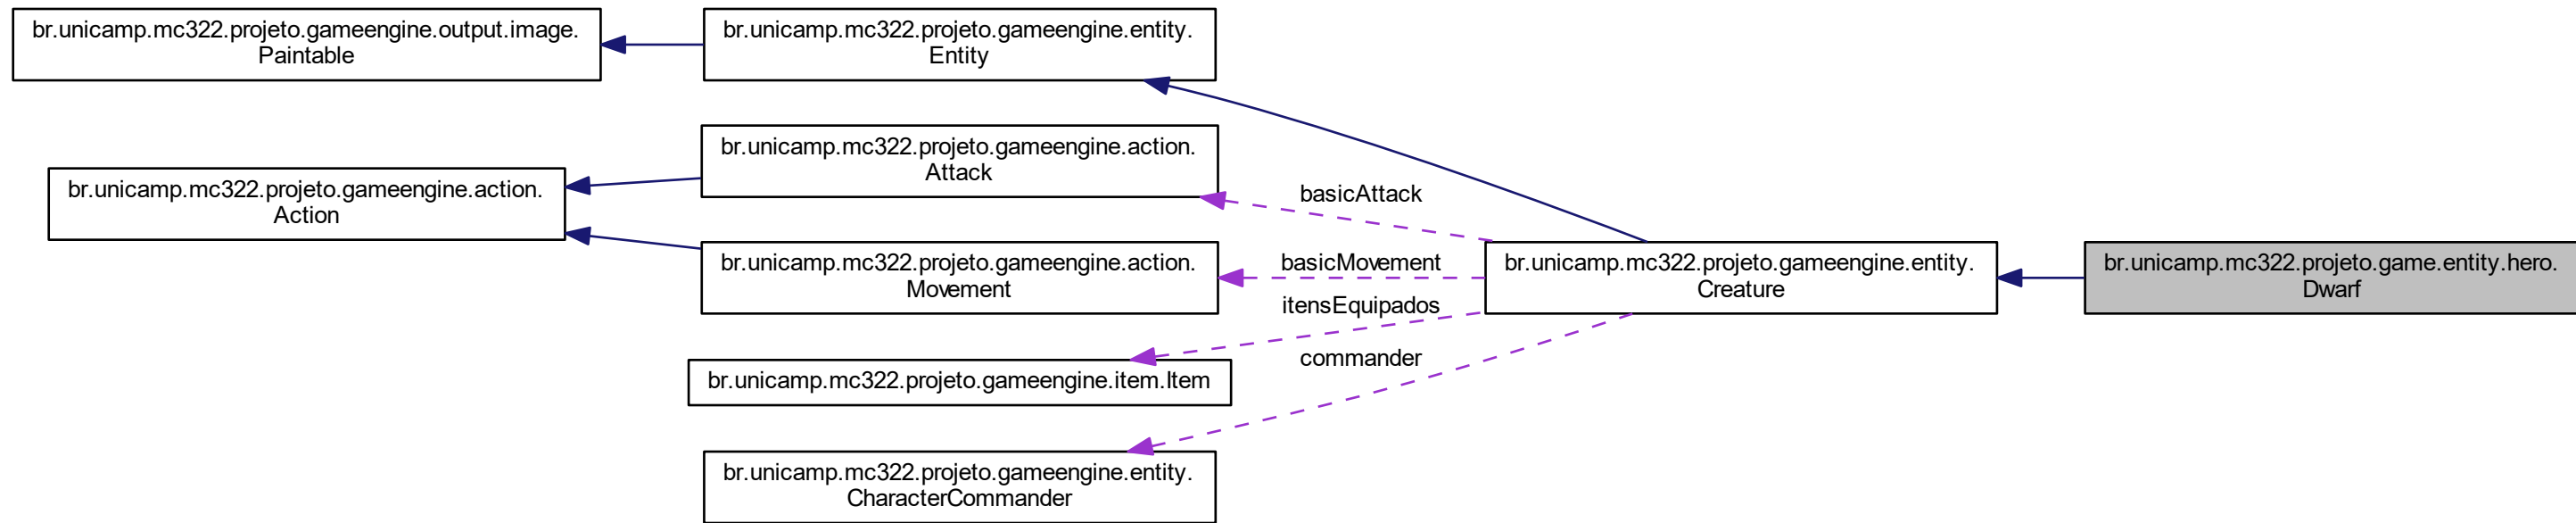 br.unicamp.mc322.projeto.gameengine.output.image.
Paintable
br.unicamp.mc322.projeto.gameengine.entity.
Entity
br.unicamp.mc322.projeto.gameengine.action.
Action
br.unicamp.mc322.projeto.gameengine.action.
Attack
basicAttack
br.unicamp.mc322.projeto.gameengine.action.
Movement
basicMovement
br.unicamp.mc322.projeto.gameengine.entity.
Creature
br.unicamp.mc322.projeto.game.entity.hero.
Dwarf
itensEquipados
br.unicamp.mc322.projeto.gameengine.item.Item
commander
br.unicamp.mc322.projeto.gameengine.entity.
CharacterCommander